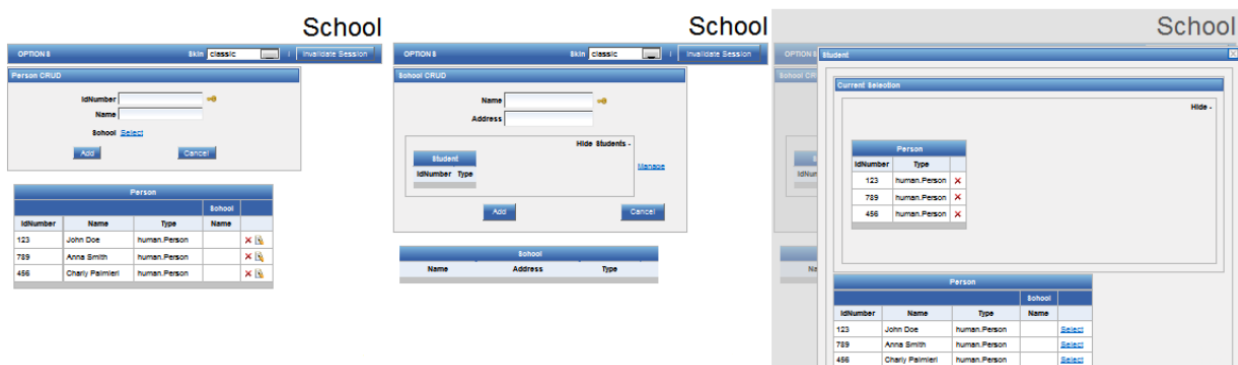 School
OPTIONS Skin classic Invalidate Session
Person CRUD
IdNumber
Name
School Select
Add Cancel
Person
School
IdNumber Name Type Name
123 John Doe human.Person
789 Anna Smith human.Person
456 Charly Palmieri human.Person
School
OPTIONS Skin classic Invalidate Session
School CRUD
Name
Address
Hide Students -
Student
IdNumber Type
Manage
Add Cancel
School
Name Address Type
School
OPTIONS
Student
School CR
Current Selection
Hide -
Person
IdNumber Type
123 human.Person
789 human.Person
456 human.Person
Person
School
IdNumber Name Type Name
123 John Doe human.Person Select
789 Anna Smith human.Person Select
456 Charly Palmieri human.Person Select